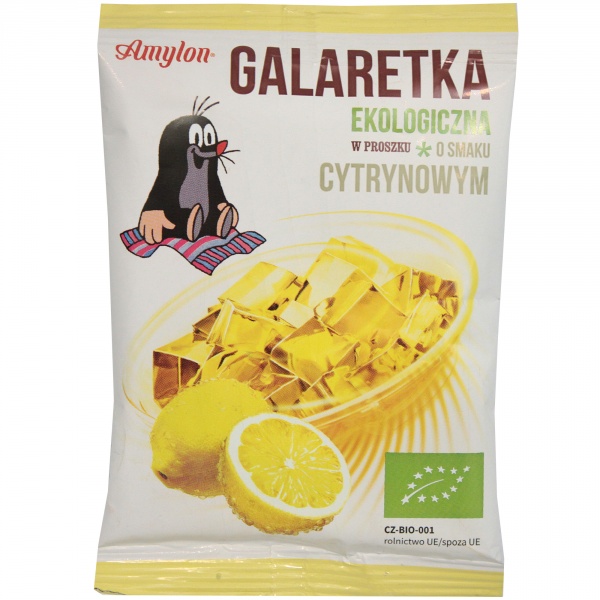 Amylon®
GALARETKA
EKOLOGICZNA
W PROSZKU * O SMAKU
CYTRYNOWYM
CZ-BIO-001
rolnictwo UE/spoza UE